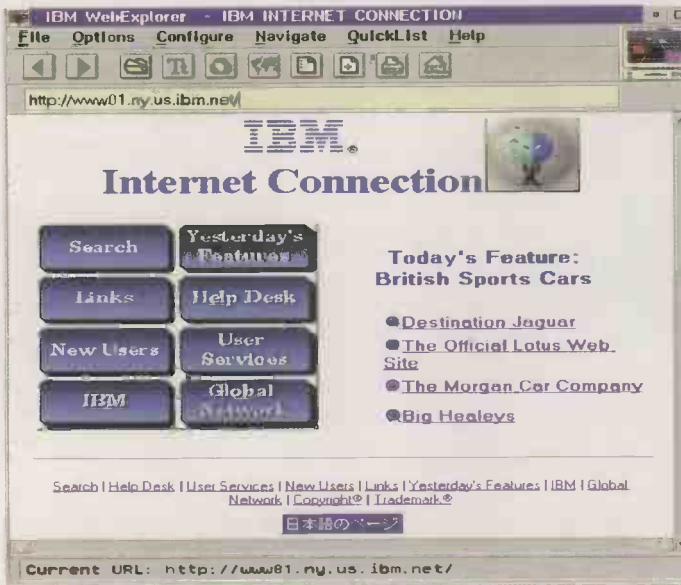 IBM WebExplorer - IBM INTERNET CONNECTION
File Options Configure Navigate QuickList Help
http://www01.ny.us.ibm.net/
IBM®
Internet Connection
Search
Yesterday's
Features
Links
Help Desk
New Users
User
Services
IBM
Global
Network
Today's Feature:
British Sports Cars
Destination Jaguar
The Official Lotus Web
Site
The Morgan Car Company
Big Healeys
Search | Help Desk | User Services | New Users | Links | Yesterday's Features | IBM | Global
Network | Copyright® | Trademark®
日本語のページ
Current URL: http://www01.ny.us.ibm.net/